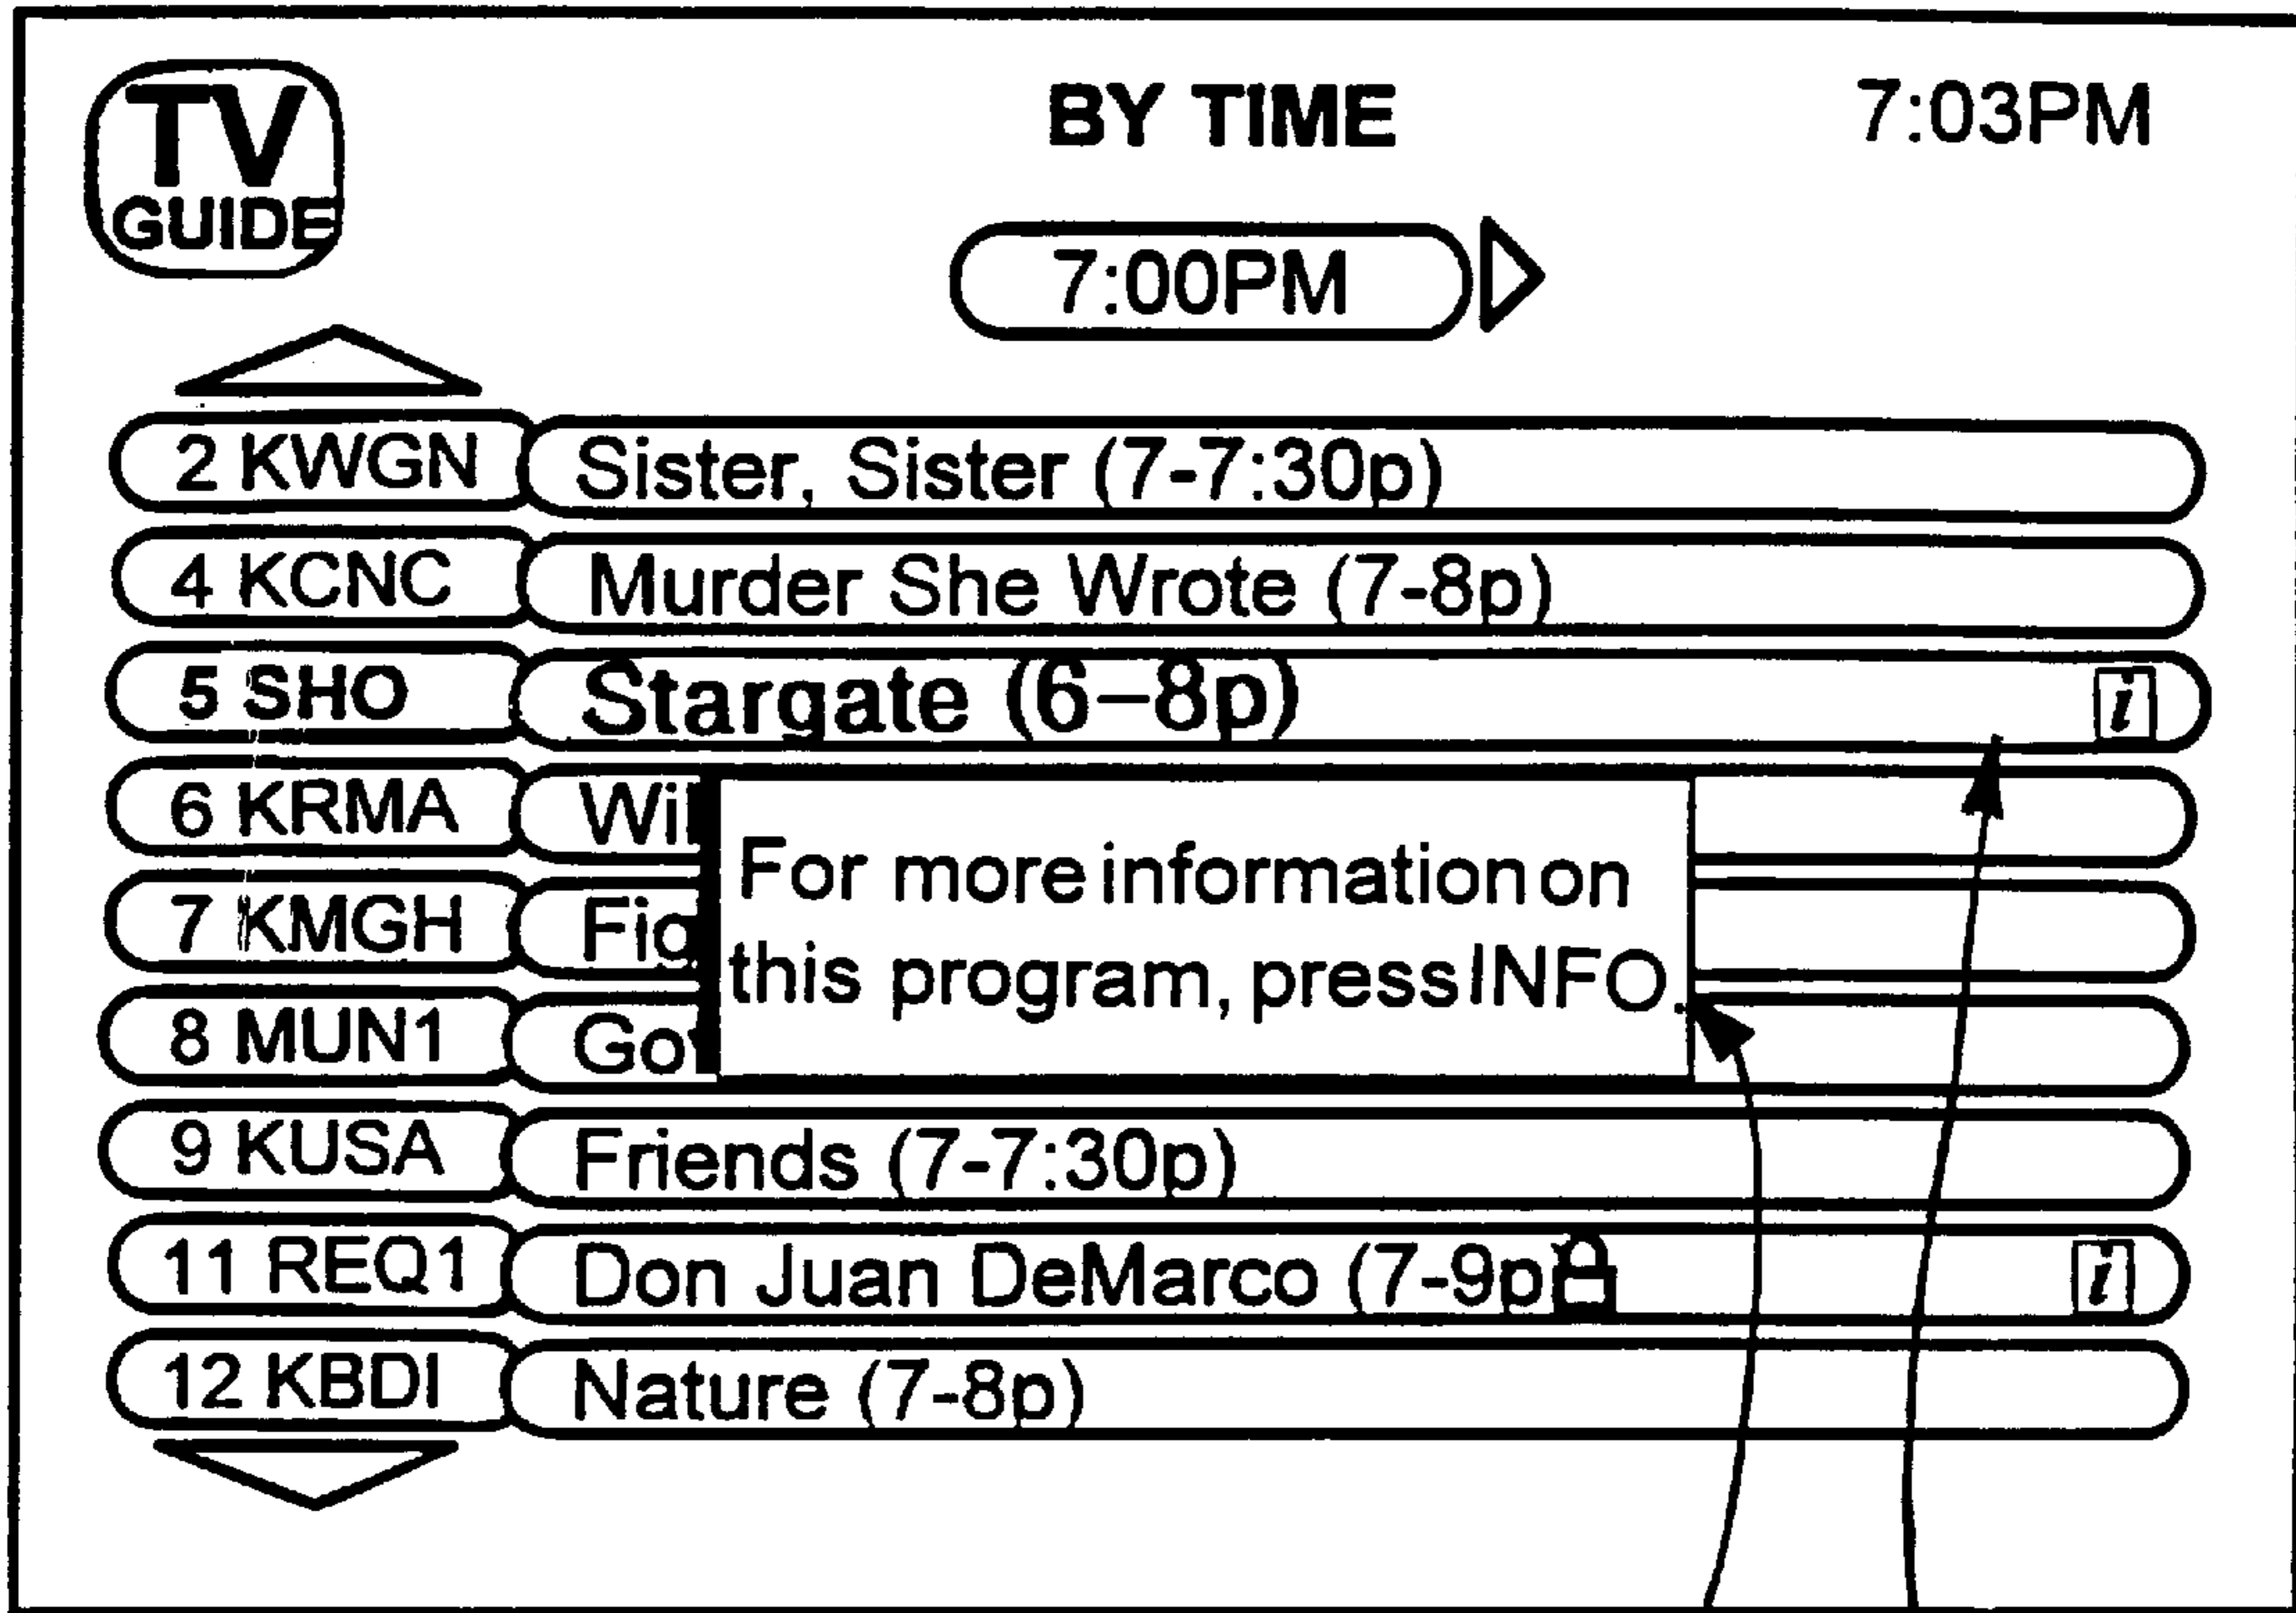 TV
GUIDE
BY TIME
7:03PM
7:00PM
2 KWGN Sister, Sister (7-7:30p)
4 KCNC Murder She Wrote (7-8p)
5 SHO Stargate (6–8p) i
6 KRMA
7 KMGH
8 MUN1
For more information on
this program, press INFO.
9 KUSA Friends (7-7:30p)
11 REQ1 Don Juan DeMarco (7-9p) i
12 KBDI Nature (7-8p)